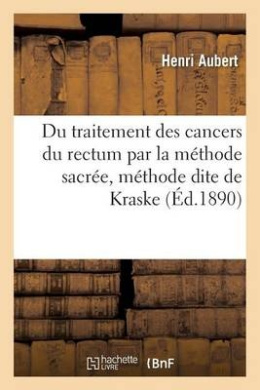 Henri Aubert
Du traitement des cancers du rectum par la méthode sacrée, méthode dite de Kraske (Éd.1890)
hachette LIVRE
{BnF